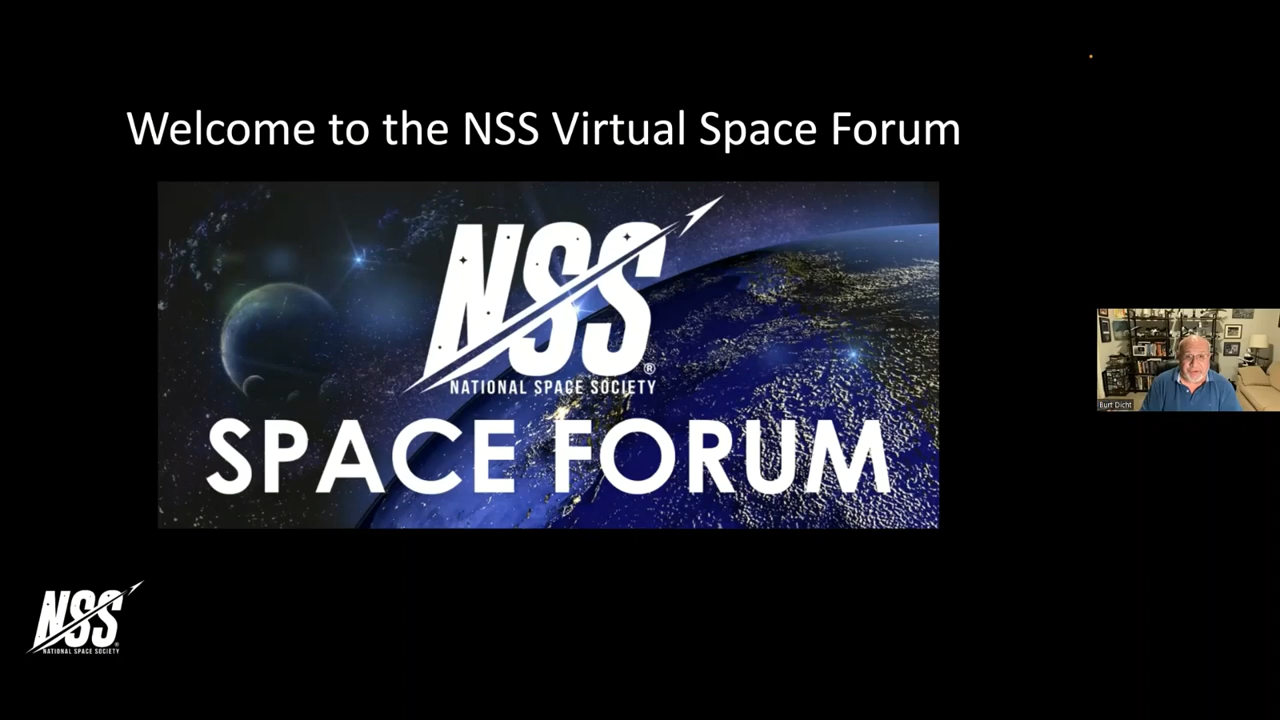 Welcome to the NSS Virtual Space Forum
NSS®
NATIONAL SPACE SOCIETY
SPACE FORUM
Burt Dicht
NSS®
NATIONAL SPACE SOCIETY